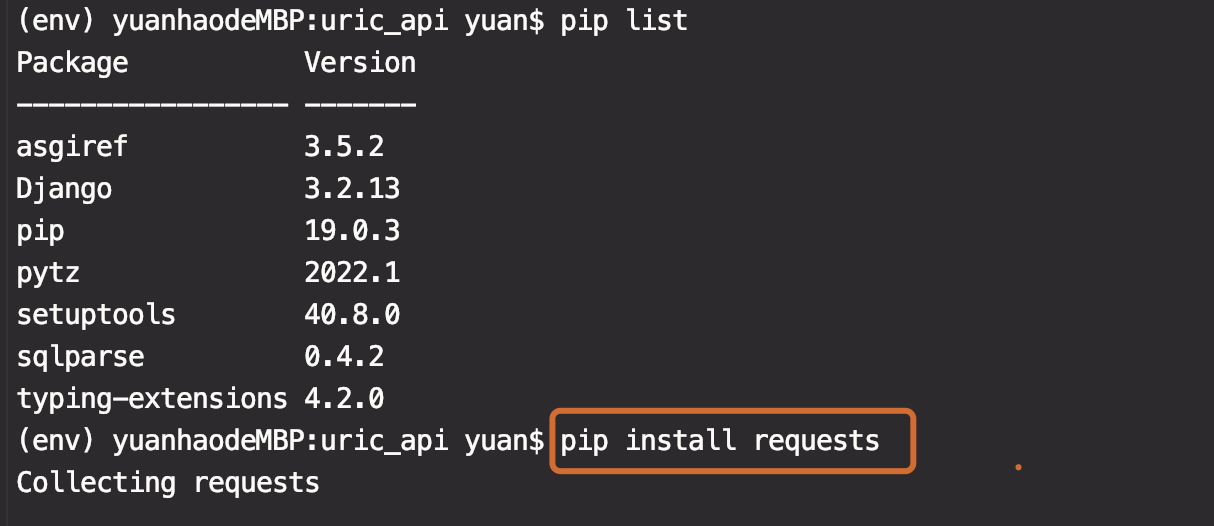 (env) yuanhaodeMBP:uric_api yuan$ pip list
Package           Version
----------------- -------
asgiref           3.5.2
Django            3.2.13
pip               19.0.3
pytz              2022.1
setuptools        40.8.0
sqlparse          0.4.2
typing-extensions 4.2.0
(env) yuanhaodeMBP:uric_api yuan$ pip install requests
Collecting requests